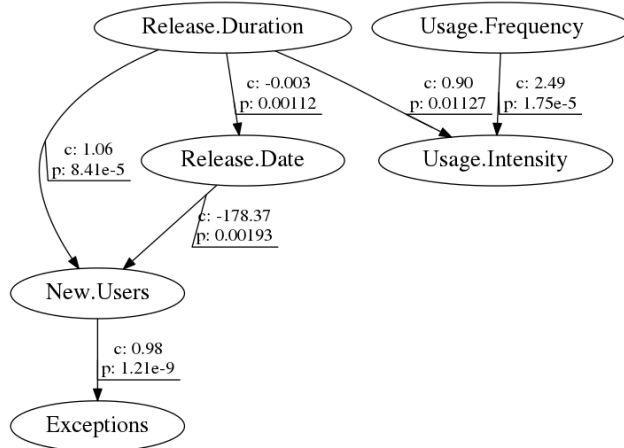 Release.Duration
Usage.Frequency
c: -0.003
p: 0.00112
c: 0.90
p: 0.01127
c: 2.49
p: 1.75e-5
c: 1.06
p: 8.41e-5
Release.Date
Usage.Intensity
c: -178.37
p: 0.00193
New.Users
c: 0.98
p: 1.21e-9
Exceptions